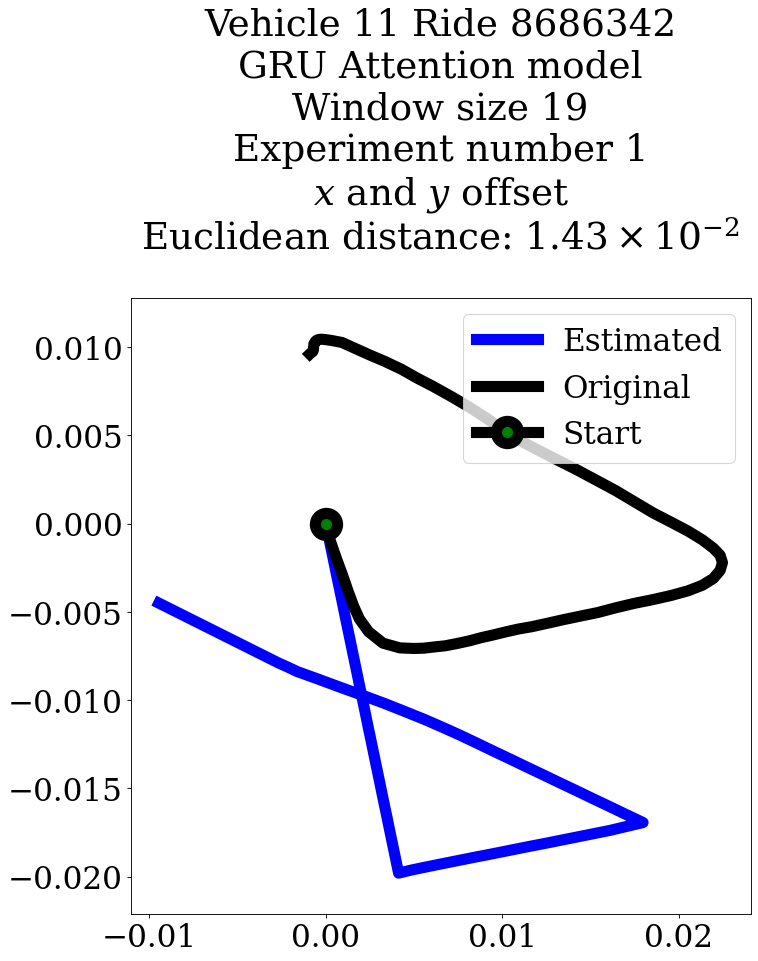 Vehicle 11 Ride 8686342
GRU Attention model
Window size 19
Experiment number 1
x and y offset
Euclidean distance: 1.43 × 10⁻²
Estimated
Original
Start
0.010
0.005
0.000
−0.005
−0.010
−0.015
−0.020
−0.01
0.00
0.01
0.02